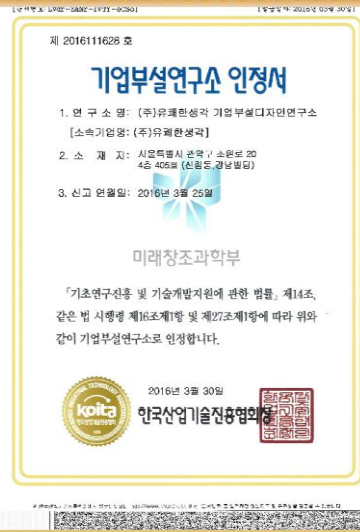 제 2016111628 호
기업부설연구소 인정서
1. 연 구 소 명: (주)유쾌한생각 기업부설디자인연구소
[소속기업명: (주)유쾌한생각]
2. 소 재 지: 서울특별시 관악구 소원로 20
4층 405호 (신림동,경남빌딩)
3. 신고 연월일: 2016년 3월 25일
미래창조과학부
「기초연구진흥 및 기술개발지원에 관한 법률」제14조,
같은 법 시행령 제16조제1항 및 제27조제1항에 따라 위와
같이 기업부설연구소로 인정합니다.
2016년 3월 30일
koita
한국산업기술진흥협회장